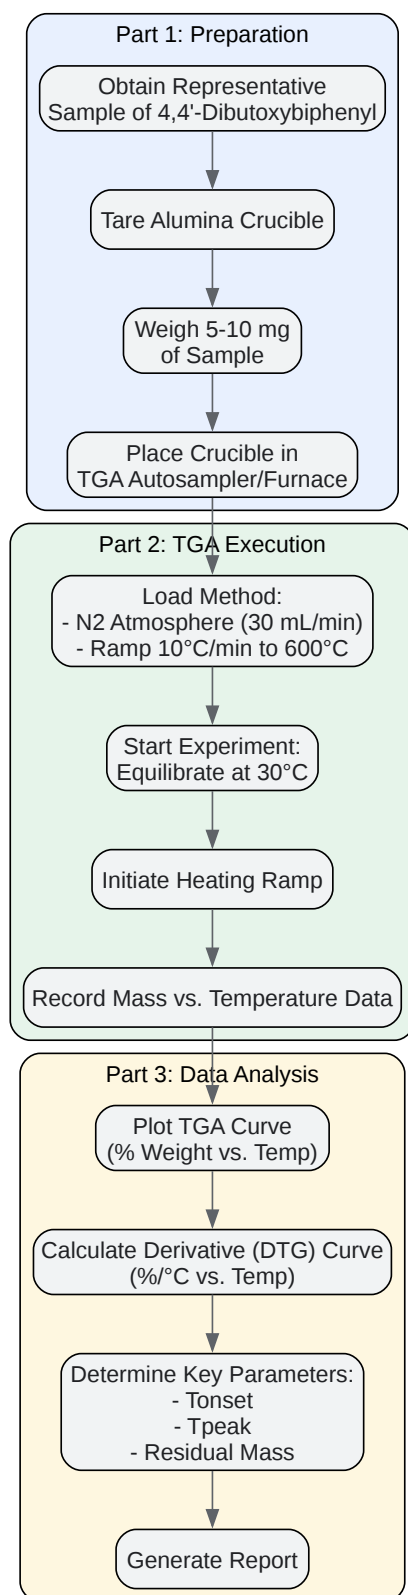 Part 1: Preparation
Obtain Representative
Sample of 4,4'-Dibutoxybiphenyl
Tare Alumina Crucible
Weigh 5-10 mg
of Sample
Place Crucible in
TGA Autosampler/Furnace
Part 2: TGA Execution
Load Method:
- N2 Atmosphere (30 mL/min)
- Ramp 10°C/min to 600°C
Start Experiment:
Equilibrate at 30°C
Initiate Heating Ramp
Record Mass vs. Temperature Data
Part 3: Data Analysis
Plot TGA Curve
(% Weight vs. Temp)
Calculate Derivative (DTG) Curve
(%/°C vs. Temp)
Determine Key Parameters:
- Tonset
- Tpeak
- Residual Mass
Generate Report